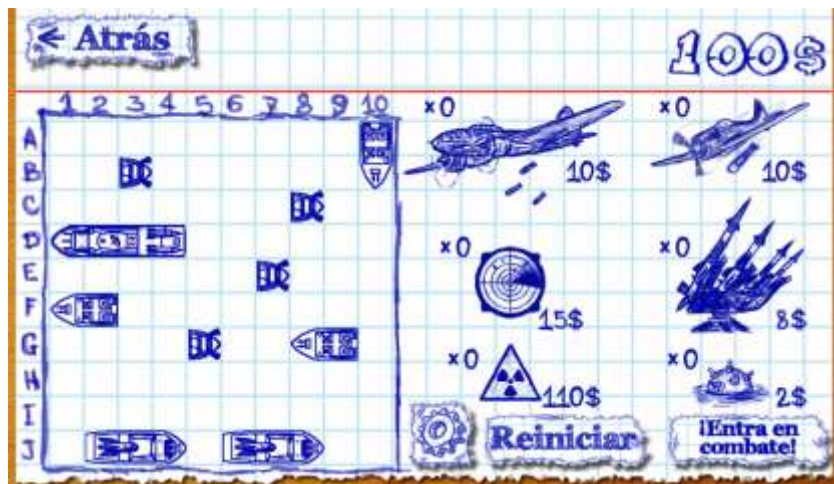 ← Atrás
100$
1 2 3 4 5 6 7 8 9 10
A
B
C
D
E
F
G
H
I
J
×0
10$
×0
10$
×0
15$
×0
8$
×0
110$
×0
2$
Reiniciar
¡Entra en
combate!